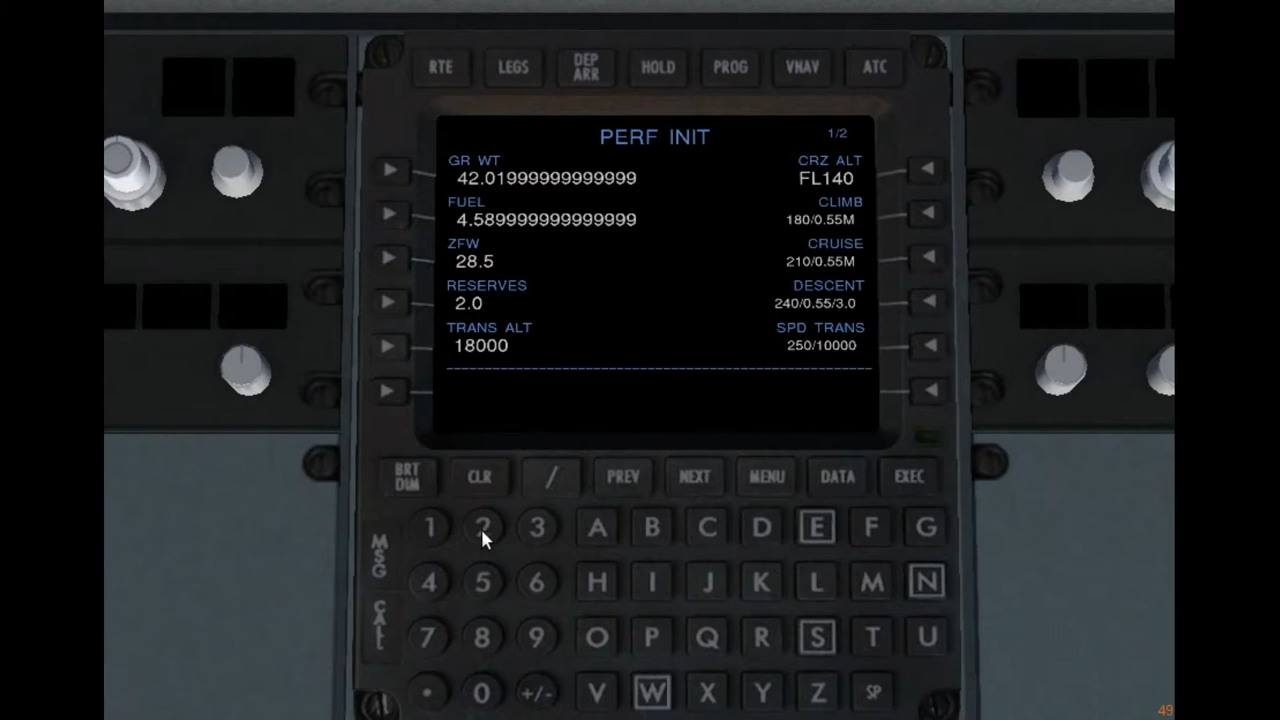 RTE LEGS DEP ARR HOLD PROG VNAV ATC
PERF INIT 1/2
GR WT CRZ ALT
42.01999999999999 FL140
FUEL CLIMB
4.589999999999999 180/0.55M
ZFW CRUISE
28.5 210/0.55M
RESERVES DESCENT
2.0 240/0.55/3.0
TRANS ALT SPD TRANS
18000 250/10000
BRT DIM CLR / PREV NEXT MENU DATA EXEC
1 2 3 A B C D E F G
MSG
4 5 6 H I J K L M N
CALL
7 8 9 O P Q R S T U
. 0 +/- V W X Y Z SP
49